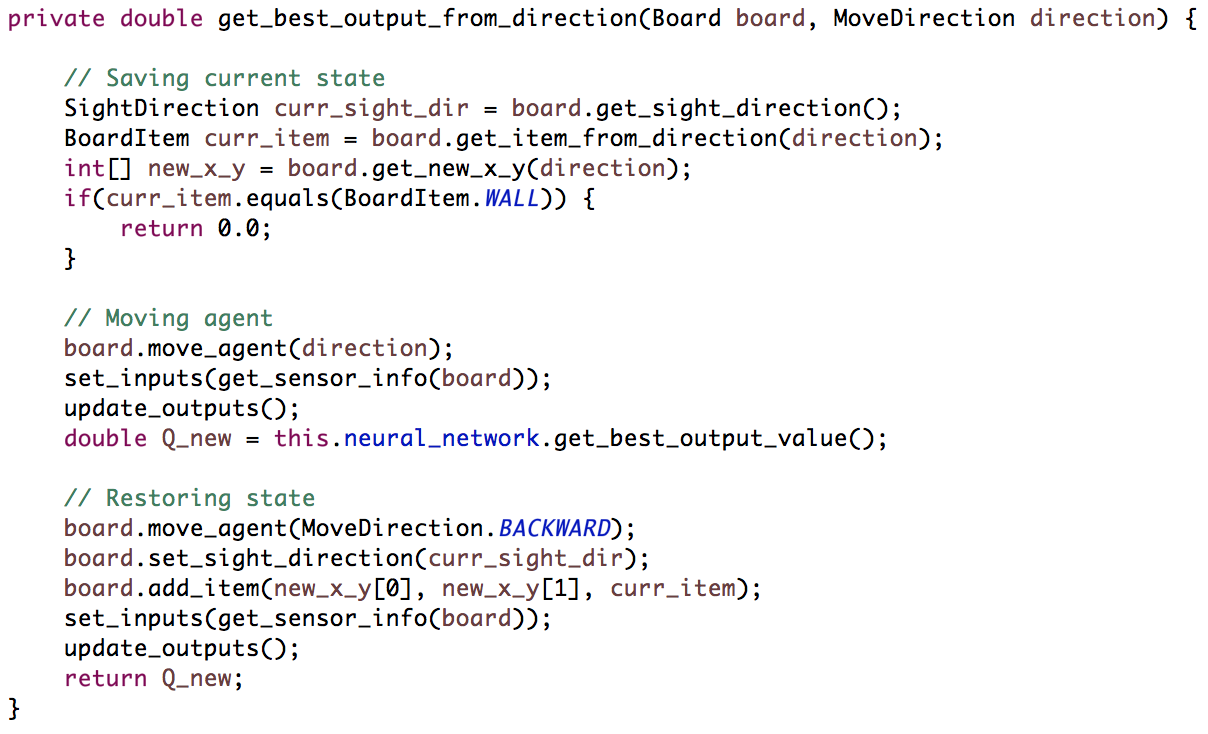 private double get_best_output_from_direction(Board board, MoveDirection direction) {

    // Saving current state
    SightDirection curr_sight_dir = board.get_sight_direction();
    BoardItem curr_item = board.get_item_from_direction(direction);
    int[] new_x_y = board.get_new_x_y(direction);
    if(curr_item.equals(BoardItem.WALL)) {
        return 0.0;
    }

    // Moving agent
    board.move_agent(direction);
    set_inputs(get_sensor_info(board));
    update_outputs();
    double Q_new = this.neural_network.get_best_output_value();

    // Restoring state
    board.move_agent(MoveDirection.BACKWARD);
    board.set_sight_direction(curr_sight_dir);
    board.add_item(new_x_y[0], new_x_y[1], curr_item);
    set_inputs(get_sensor_info(board));
    update_outputs();
    return Q_new;
}